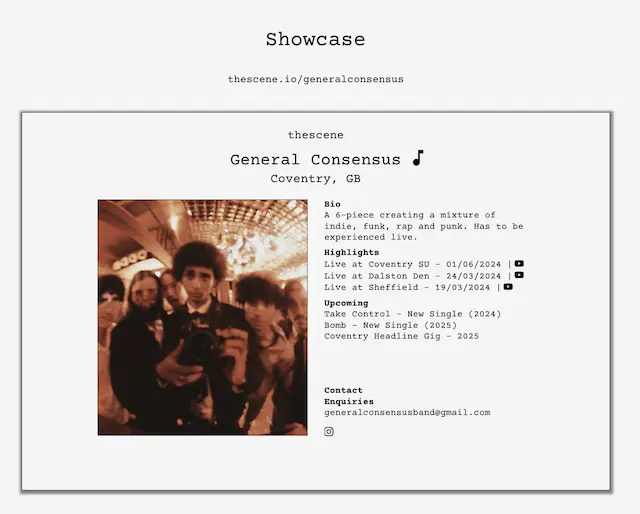 Showcase
thescene.io/generalconsensus
thescene
General Consensus
Coventry, GB
Bio
A 6-piece creating a mixture of
indie, funk, rap and punk. Has to be
experienced live.
Highlights
Live at Coventry SU - 01/06/2024 |
Live at Dalston Den - 24/03/2024 |
Live at Sheffield - 19/03/2024 |
Upcoming
Take Control - New Single (2024)
Bomb - New Single (2025)
Coventry Headline Gig - 2025
Contact
Enquiries
generalconsensusband@gmail.com